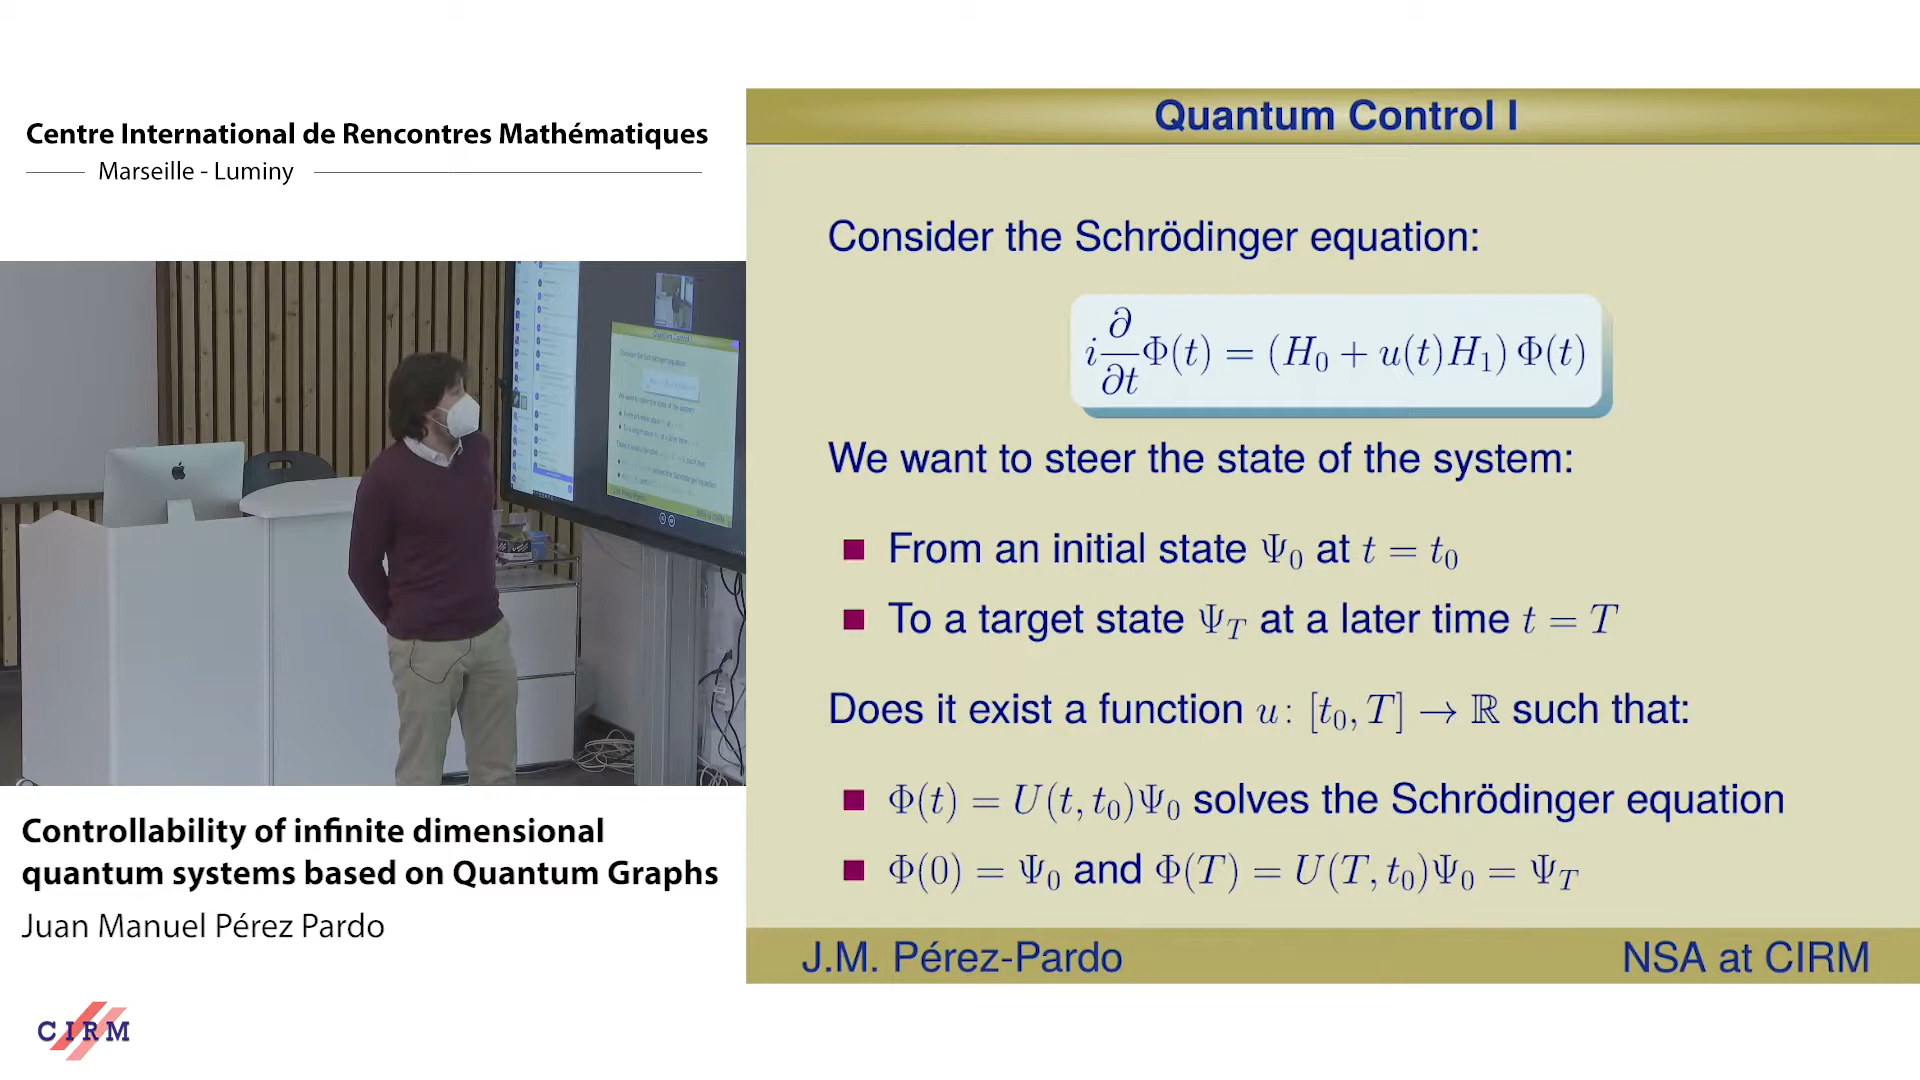 Centre International de Rencontres Mathématiques
Marseille - Luminy
Quantum Control I
Consider the Schrödinger equation:
i ∂/∂t Φ(t) = (H₀ + u(t)H₁) Φ(t)
We want to steer the state of the system:
From an initial state Ψ₀ at t = t₀
To a target state Ψ_T at a later time t = T
Does it exist a function u: [t₀, T] → ℝ such that:
Φ(t) = U(t, t₀)Ψ₀ solves the Schrödinger equation
Φ(0) = Ψ₀ and Φ(T) = U(T, t₀)Ψ₀ = Ψ_T
J.M. Pérez-Pardo
NSA at CIRM
Controllability of infinite dimensional
quantum systems based on Quantum Graphs
Juan Manuel Pérez Pardo
CIRM